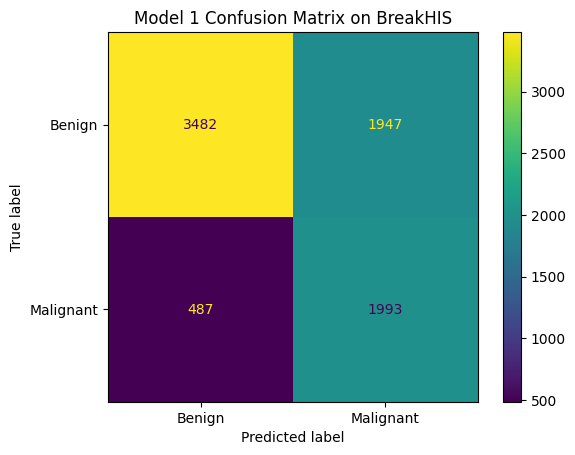 Model 1 Confusion Matrix on BreakHIS
True label
Benign
3482
1947
Malignant
487
1993
Benign
Malignant
Predicted label
3000
2500
2000
1500
1000
500